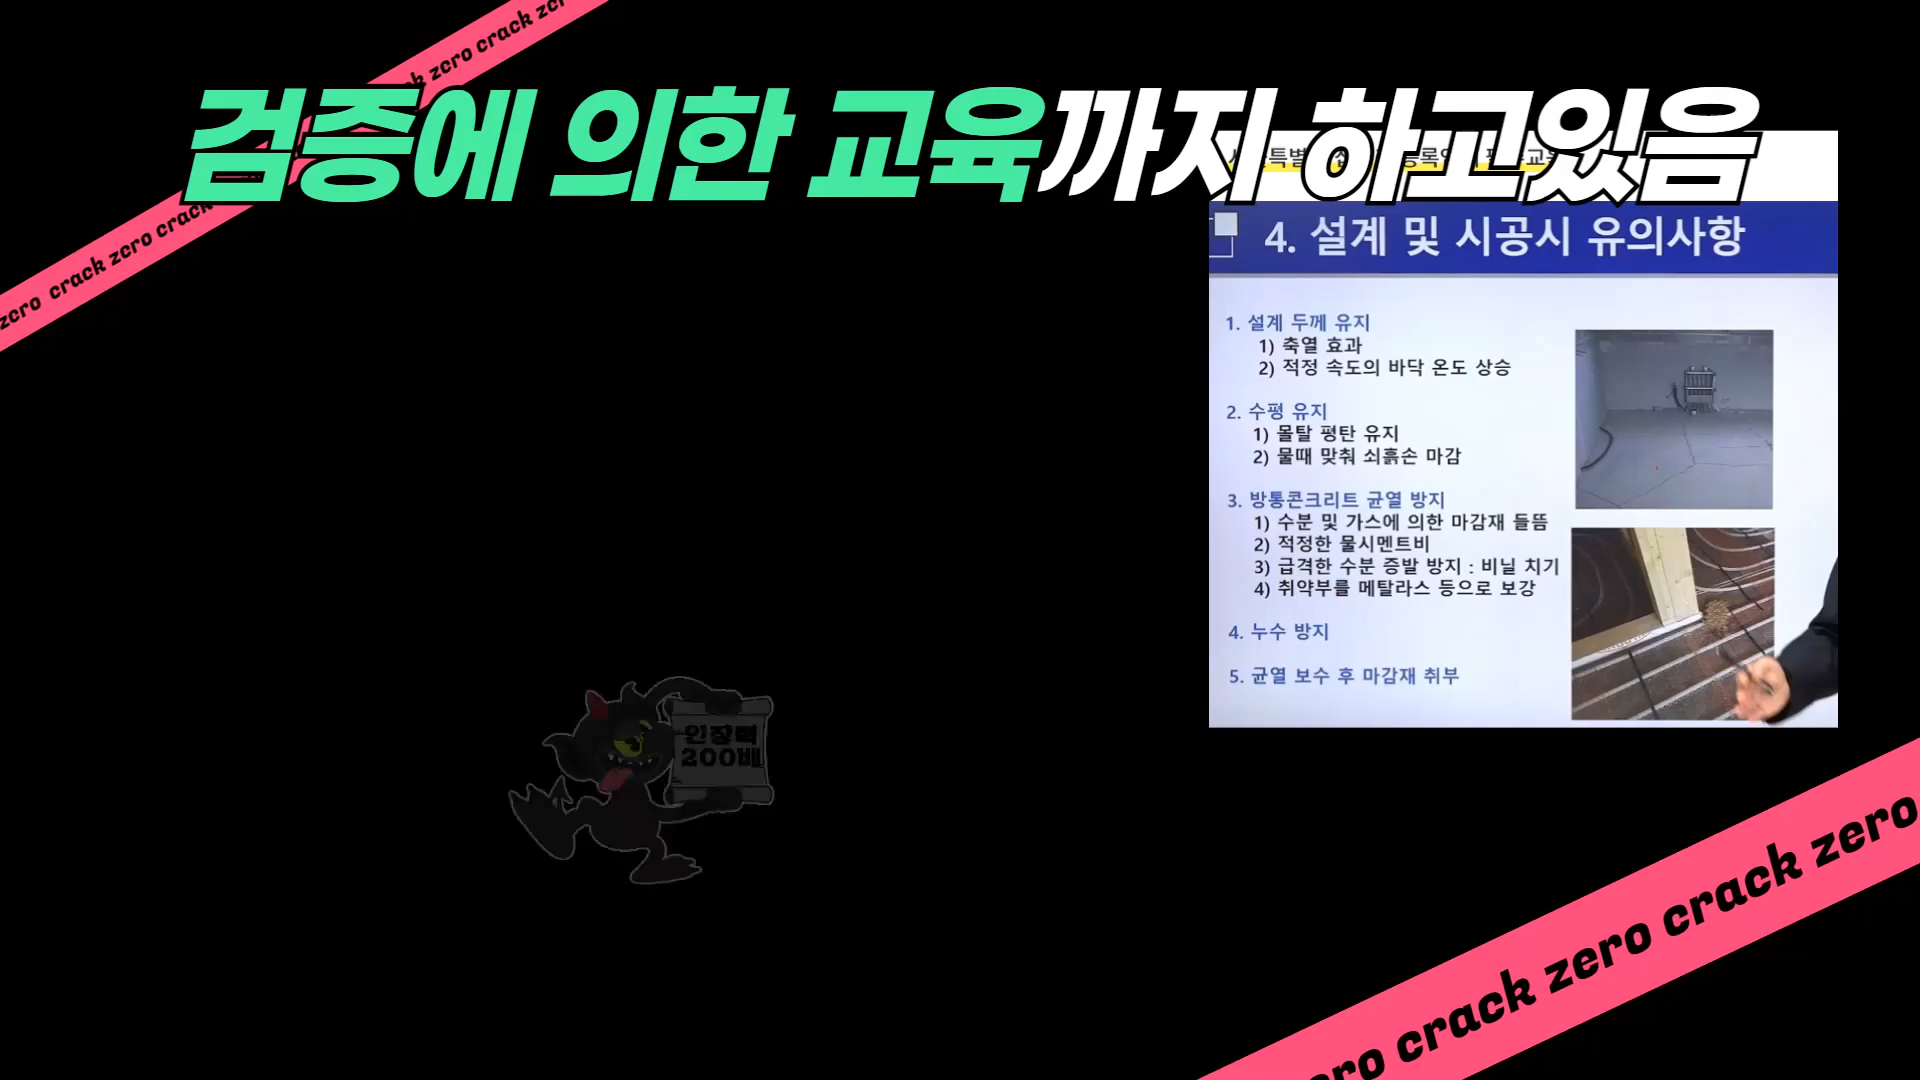 zero crack zero crack zero
검증에 의한 교육까지 하고있음
zero crack zero crack
4. 설계 및 시공시 유의사항
1. 설계 두께 유지
1) 축열 효과
2) 적정 속도의 바닥 온도 상승
2. 수평 유지
1) 몰탈 평탄 유지
2) 물때 맞춰 쇠흙손 마감
3. 방통콘크리트 균열 방지
1) 수분 및 가스에 의한 마감재 들뜸
2) 적정한 물시멘트비
3) 급격한 수분 증발 방지 : 비닐 치기
4) 취약부를 메탈라스 등으로 보강
4. 누수 방지
5. 균열 보수 후 마감재 취부
인장력
200배
crack zero crack zero